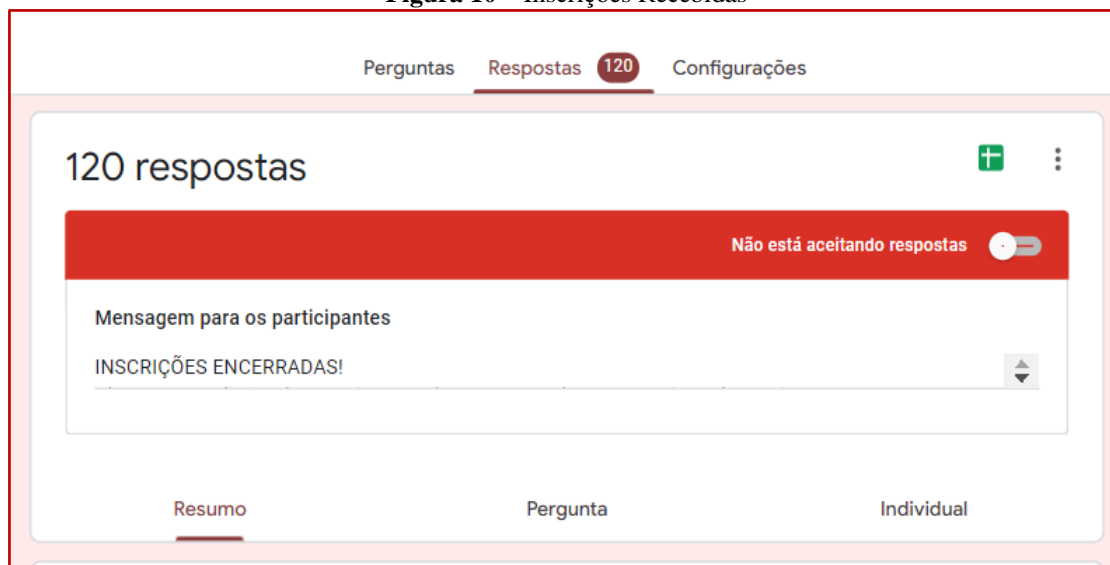 Perguntas Respostas 120 Configurações
120 respostas
Não está aceitando respostas
Mensagem para os participantes
INSCRIÇÕES ENCERRADAS!
Resumo Pergunta Individual